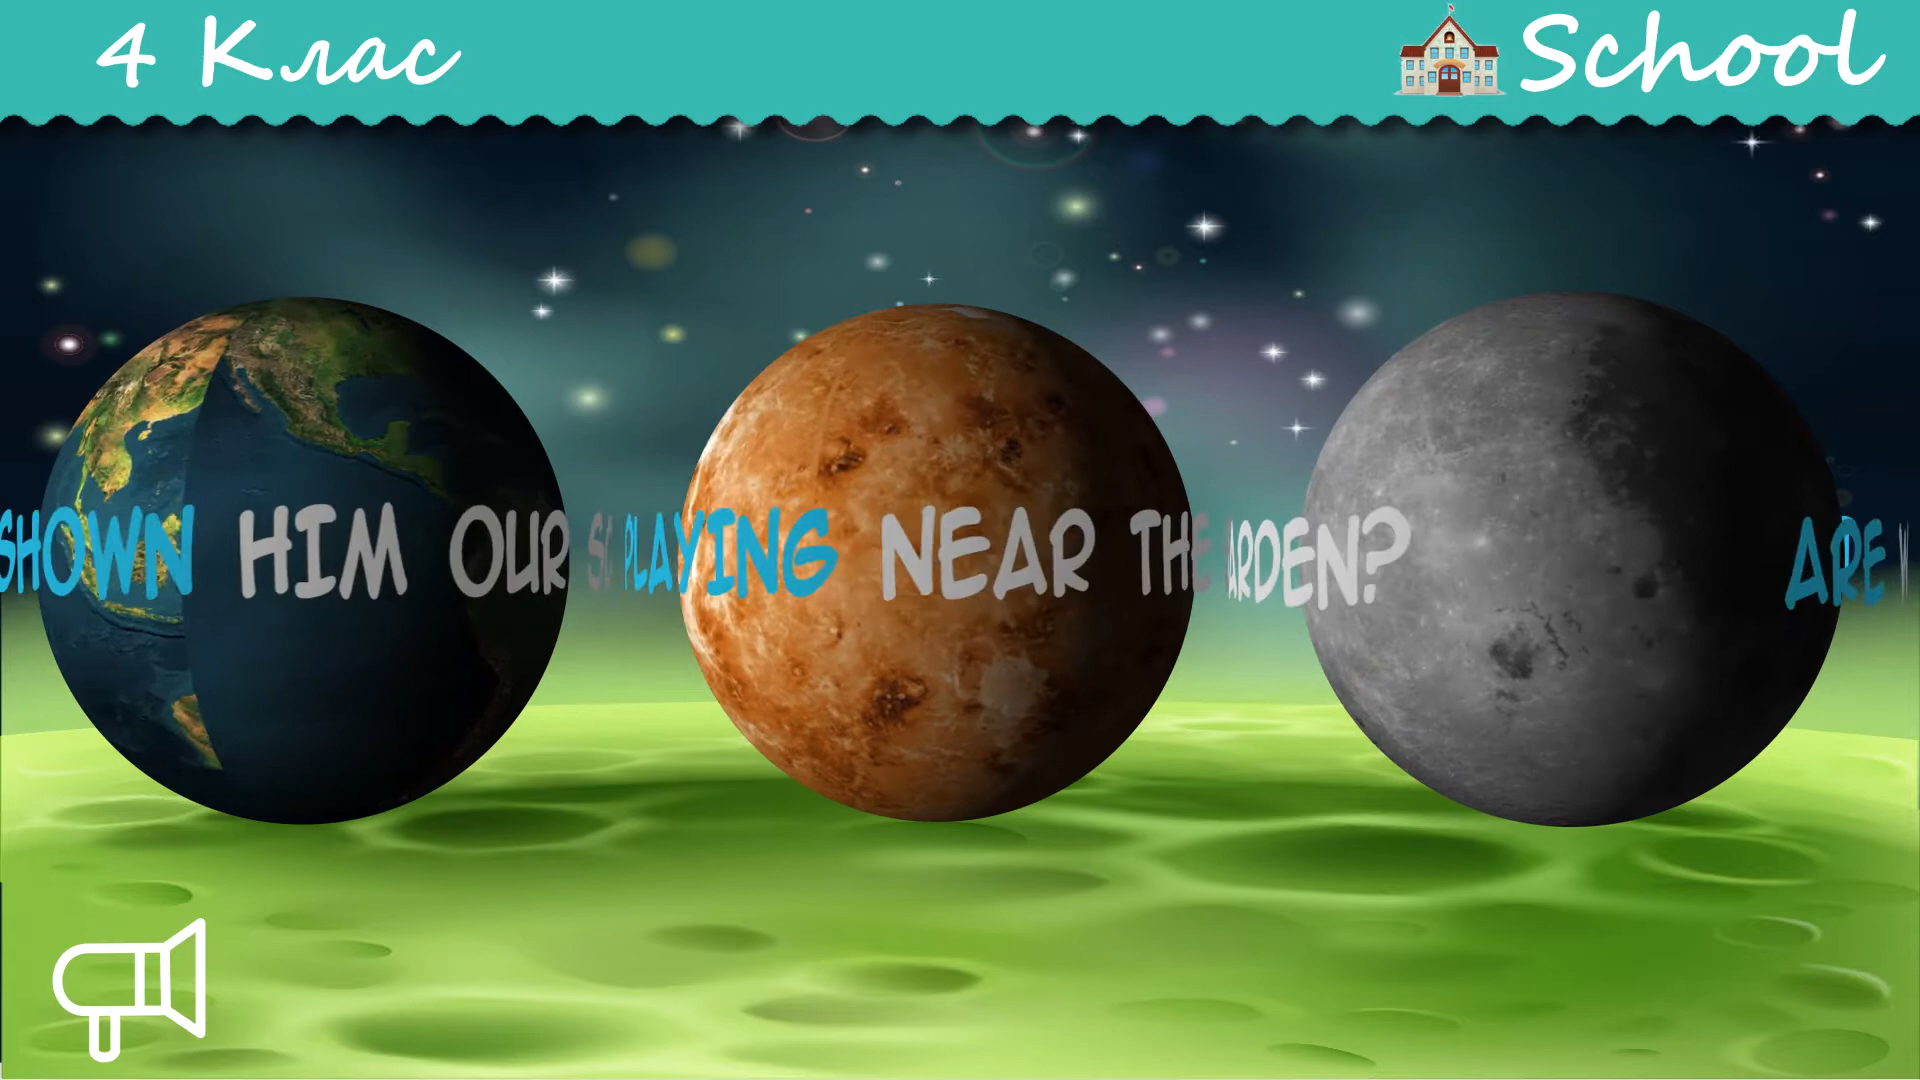 4 Клас
School
SHOWN HIM OUR
PLAYING NEAR THE
ARDEN?
ARE